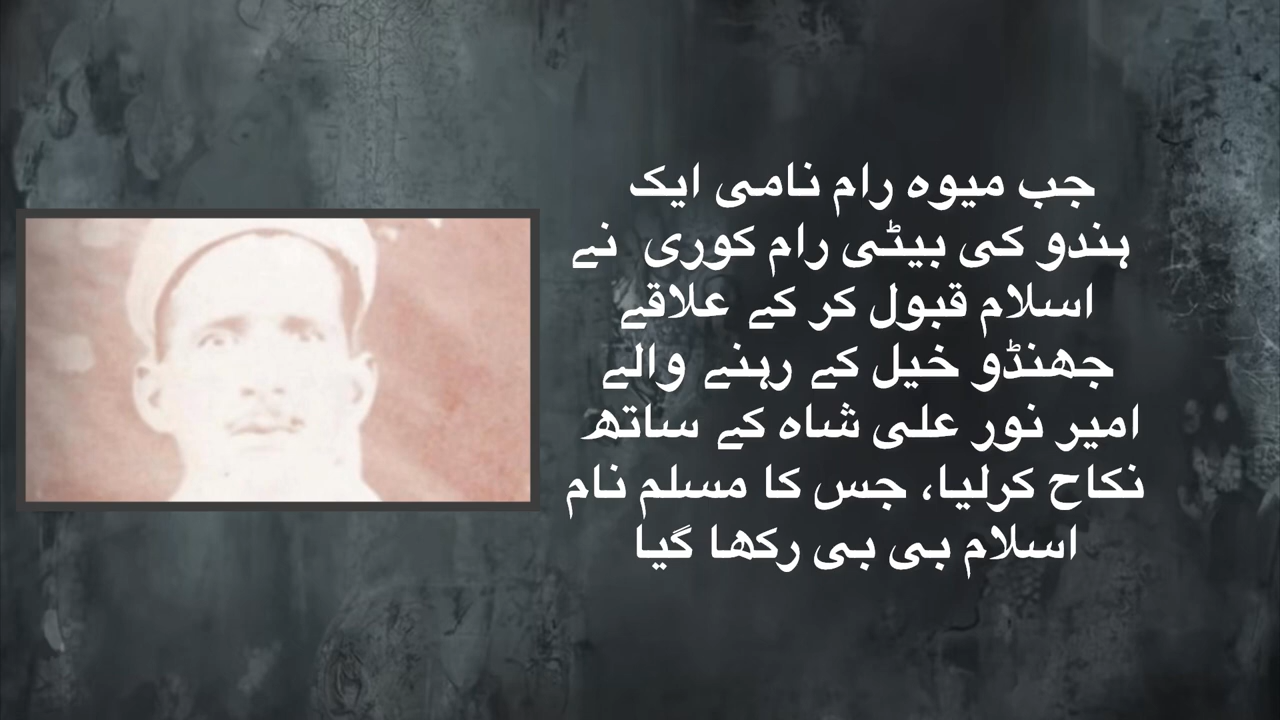 جب میوہ رام نامی ایک
ہندو کی بیٹی رام کوری نے
اسلام قبول کر کے علاقے
جھنڈو خیل کے رہنے والے
امیر نور علی شاہ کے ساتھ
نکاح کرلیا، جس کا مسلم نام
اسلام بی بی رکھا گیا